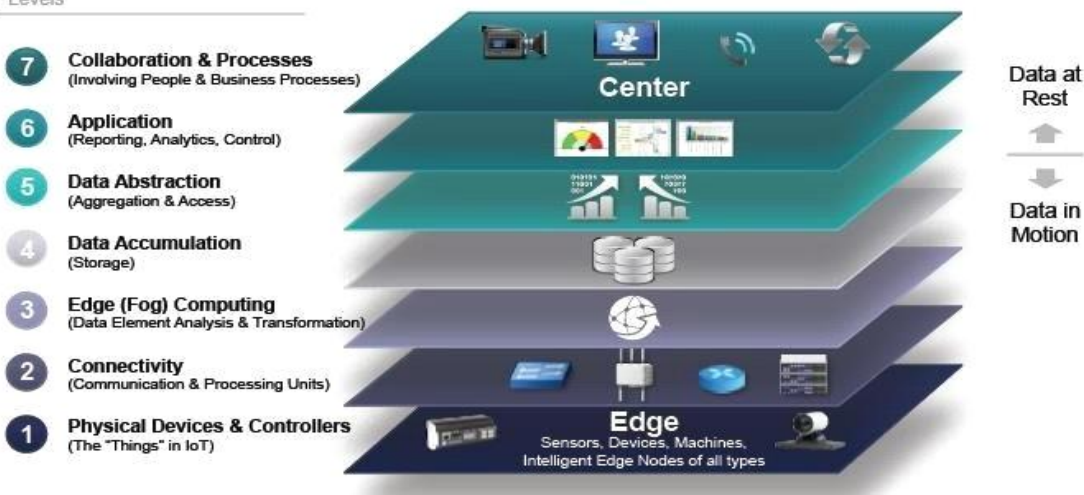 Levels
7
Collaboration & Processes
(Involving People & Business Processes)
6
Application
(Reporting, Analytics, Control)
5
Data Abstraction
(Aggregation & Access)
4
Data Accumulation
(Storage)
3
Edge (Fog) Computing
(Data Element Analysis & Transformation)
2
Connectivity
(Communication & Processing Units)
1
Physical Devices & Controllers
(The "Things" in IoT)
Center
010101
11001
001
Edge
Sensors, Devices, Machines,
Intelligent Edge Nodes of all types
Data at
Rest
Data in
Motion